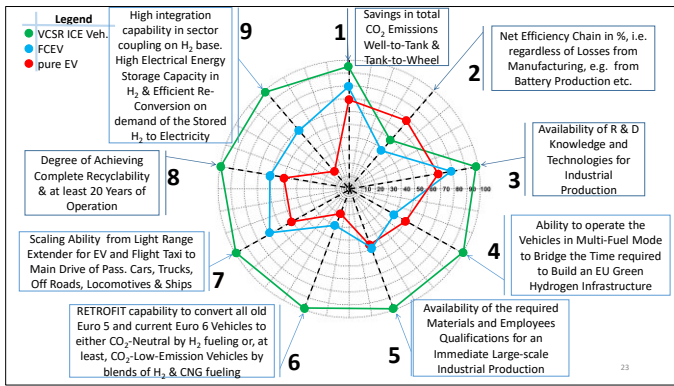 Legend
VCSR ICE Veh.
FCEV
pure EV
High integration
capability in sector
coupling on H2 base.
High Electrical Energy
Storage Capacity in
H2 & Efficient Re-
Conversion on
demand of the Stored
H2 to Electricity
9
1
Savings in total
CO2 Emissions
Well-to-Tank &
Tank-to-Wheel
2
Net Efficiency Chain in %, i.e.
regardless of Losses from
Manufacturing, e.g. from
Battery Production etc.
Availability of R & D
Knowledge and
Technologies for
Industrial
Production
3
Degree of Achieving
Complete Recyclability
& at least 20 Years of
Operation
8
10 20 30 40 50 60 70 80 90 100
Scaling Ability from Light Range
Extender for EV and Flight Taxi to
Main Drive of Pass. Cars, Trucks,
Off Roads, Locomotives & Ships
7
4
Ability to operate the
Vehicles in Multi-Fuel Mode
to Bridge the Time required
to Build an EU Green
Hydrogen Infrastructure
RETROFIT capability to convert all old
Euro 5 and current Euro 6 Vehicles to
either CO2-Neutral by H2 fueling or, at
least, CO2-Low-Emission Vehicles by
blends of H2 & CNG fueling
6
5
Availability of the required
Materials and Employees
Qualifications for an
Immediate Large-scale
Industrial Production
23